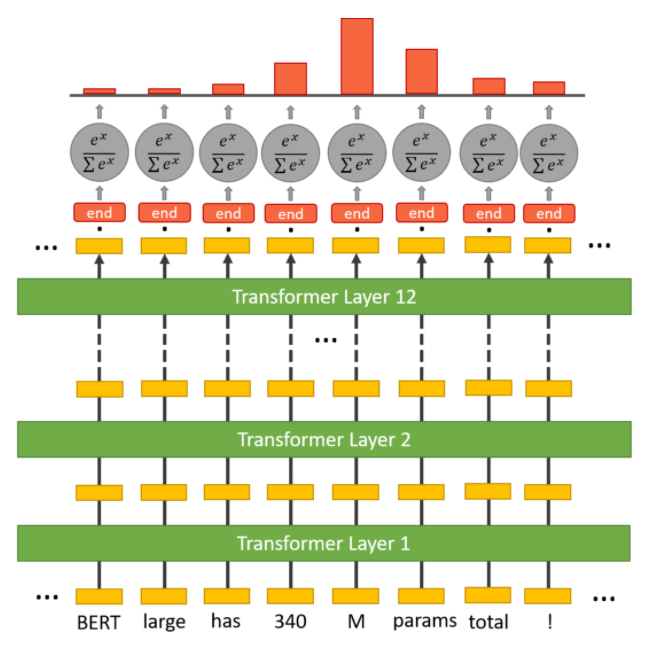 e^x/∑e^x e^x/∑e^x e^x/∑e^x e^x/∑e^x e^x/∑e^x e^x/∑e^x e^x/∑e^x e^x/∑e^x
end end end end end end end end
... ...
Transformer Layer 12
...
Transformer Layer 2
Transformer Layer 1
... ...
BERT large has 340 M params total !